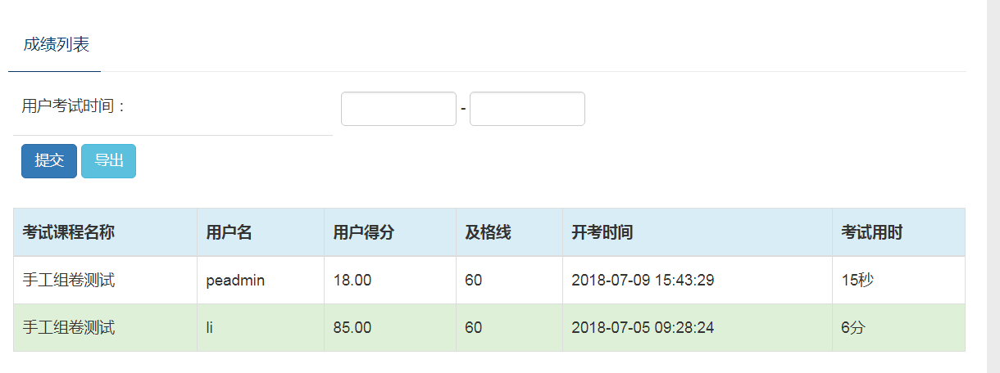 成绩列表
用户考试时间：
-
提交 导出
考试课程名称 用户名 用户得分 及格线 开考时间 考试用时
手工组卷测试 peadmin 18.00 60 2018-07-09 15:43:29 15秒
手工组卷测试 li 85.00 60 2018-07-05 09:28:24 6分